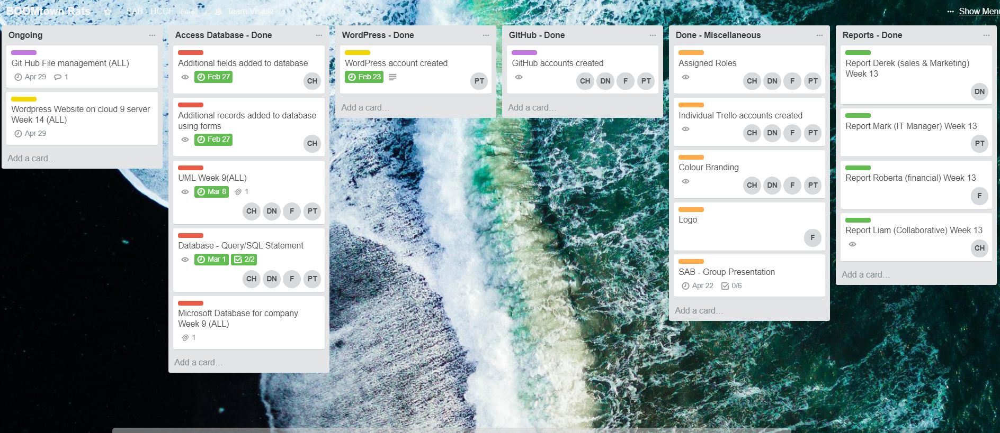 BOOMtown Rats
SAB - HCCE Free
Team Visible
Show Menu
Ongoing
Git Hub File management (ALL)
Apr 29 1
Wordpress Website on cloud 9 server
Week 14 (ALL)
Apr 29
Add a card…
Access Database - Done
Additional fields added to database
Feb 27
CH
Additional records added to database
using forms
Feb 27
CH
UML Week 9(ALL)
Mar 8 1
CH DN F PT
Database - Query/SQL Statement
Mar 1 2/2
CH DN F PT
Microsoft Database for company
Week 9 (ALL)
1
Add a card…
WordPress - Done
WordPress account created
Feb 23
PT
Add a card…
GitHub - Done
GitHub accounts created
CH DN F PT
Add a card…
Done - Miscellaneous
Assigned Roles
CH DN F PT
Individual Trello accounts created
CH DN F PT
Colour Branding
CH DN F PT
Logo
F
SAB - Group Presentation
Apr 22 0/6
Add a card…
Reports - Done
Report Derek (sales & Marketing)
Week 13
DN
Report Mark (IT Manager) Week 13
PT
Report Roberta (financial) Week 13
F
Report Liam (Collaborative) Week 13
CH
Add a card…